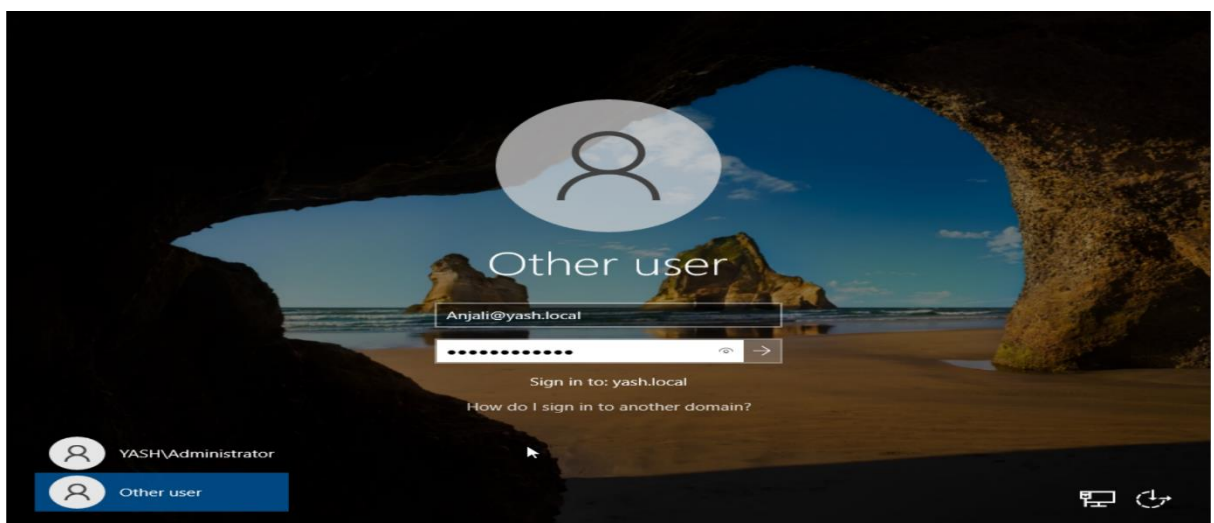 Other user
Anjali@yash.local
••••••••••••
Sign in to: yash.local
How do I sign in to another domain?
YASH\Administrator
Other user